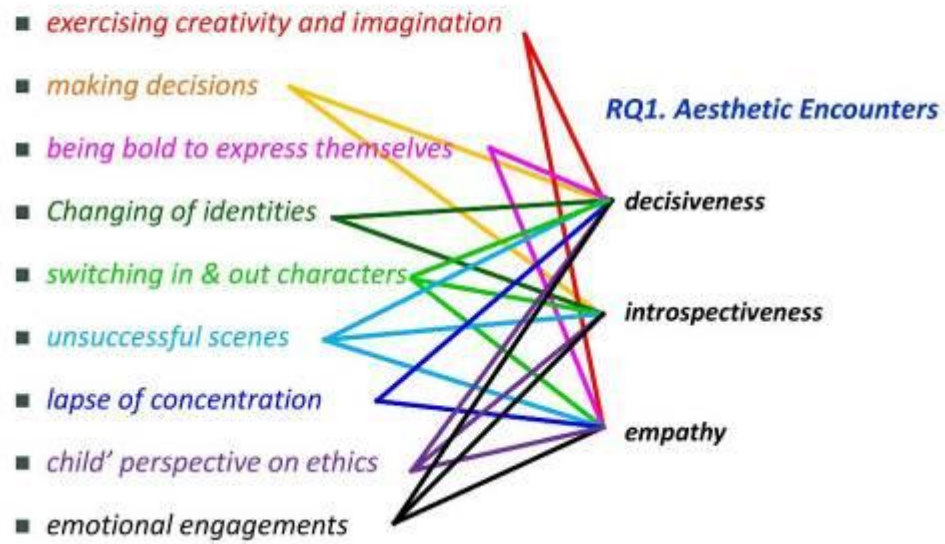 exercising creativity and imagination
making decisions
RQ1. Aesthetic Encounters
being bold to express themselves
decisiveness
Changing of identities
switching in & out characters
introspectiveness
unsuccessful scenes
lapse of concentration
empathy
child' perspective on ethics
emotional engagements